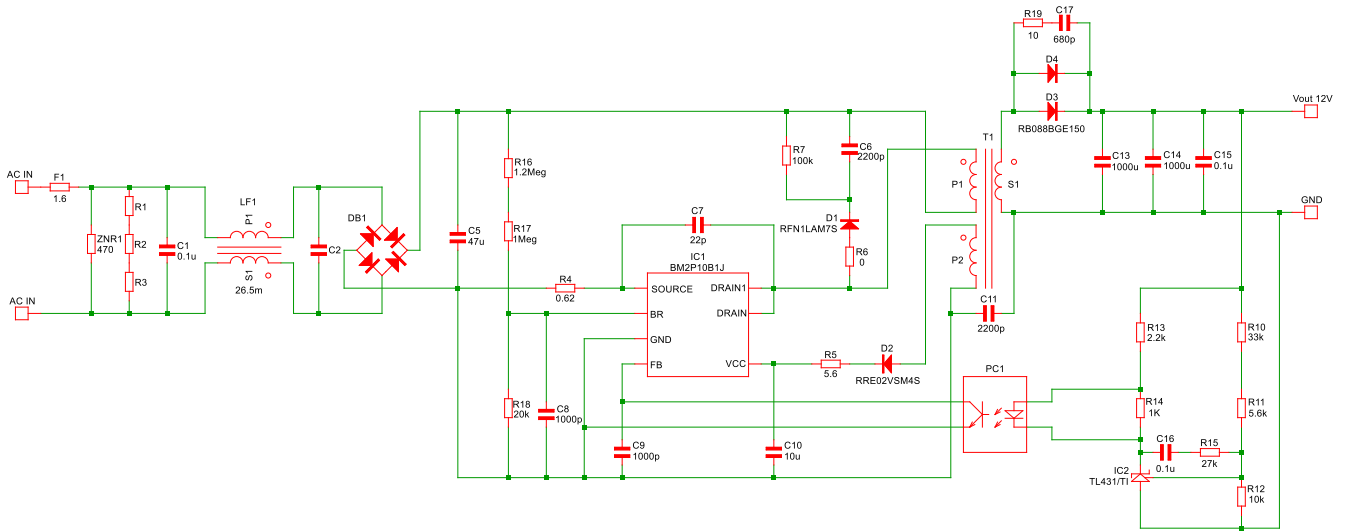 R19
10
C17
680p
D4
D3
RB088BGE150
Vout 12V
T1
P1
S1
P2
R7
100k
C6
2200p
D1
RFN1LAM7S
R6
0
R16
1.2Meg
R17
1Meg
C5
47u
C7
22p
IC1
BM2P10B1J
SOURCE
BR
GND
FB
DRAIN1
DRAIN
VCC
R4
0.62
AC IN
F1
1.6
ZNR1
470
R1
R2
R3
C1
0.1u
LF1
P1
S1
26.5m
C2
DB1
AC IN
C13
1000u
C14
1000u
C15
0.1u
GND
C11
2200p
R5
5.6
D2
RRE02VSM4S
R18
20k
C8
1000p
C9
1000p
C10
10u
PC1
R13
2.2k
R10
33k
R14
1K
R11
5.6k
C16
0.1u
R15
27k
IC2
TL431/TI
R12
10k